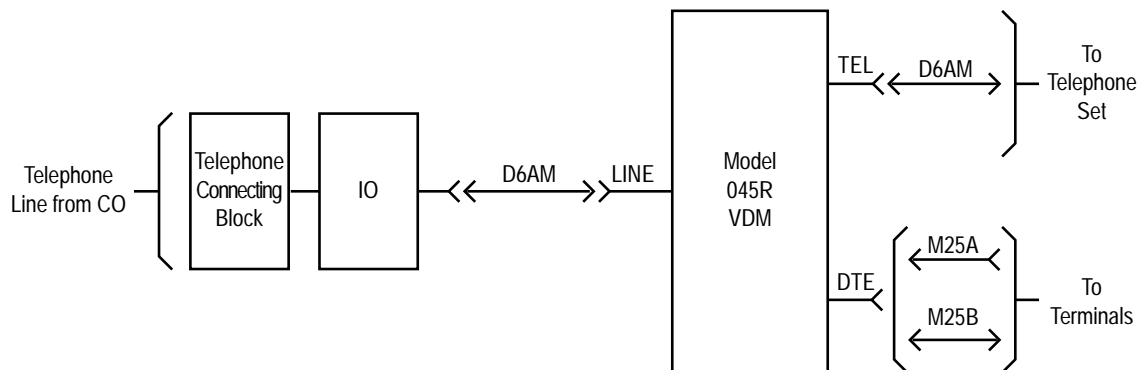 Telephone
Line from CO
Telephone
Connecting
Block
IO
D6AM
LINE
Model
045R
VDM
TEL
D6AM
To
Telephone
Set
DTE
M25A
M25B
To
Terminals